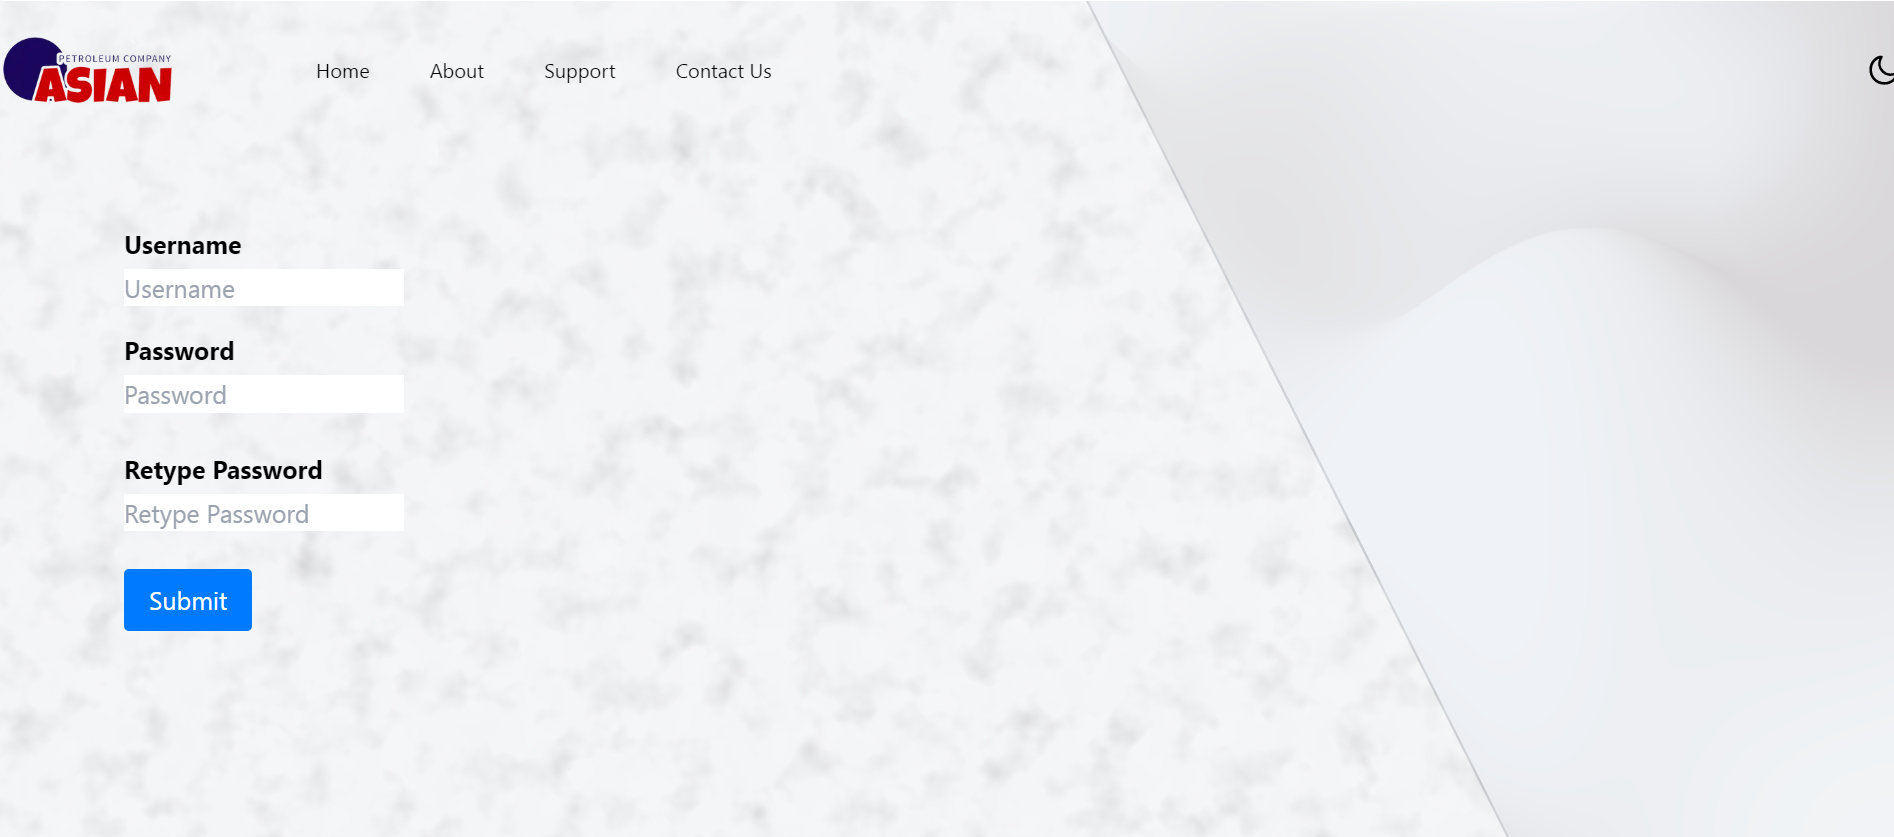 PETROLEUM COMPANY
ASIAN
Home
About
Support
Contact Us
Username
Username
Password
Password
Retype Password
Retype Password
Submit